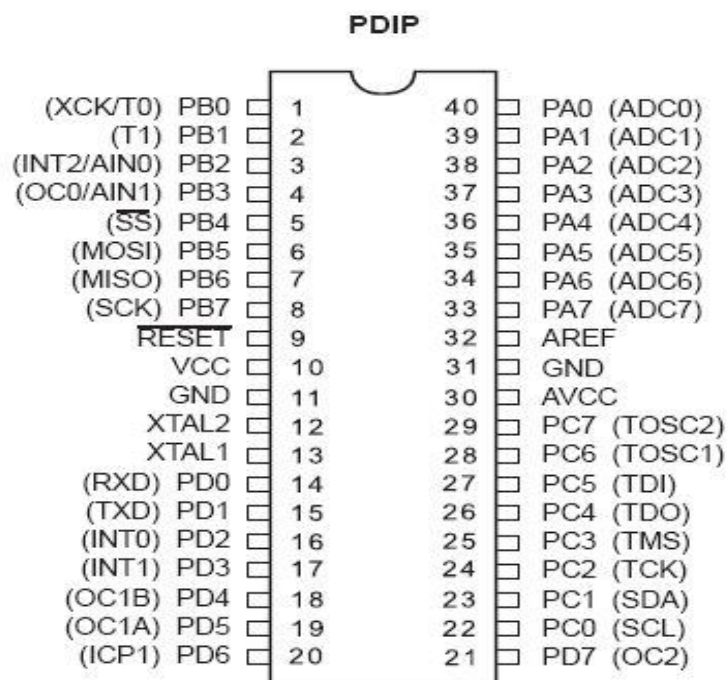 PDIP
(XCK/T0) PB0 1 40 PA0 (ADC0)
(T1) PB1 2 39 PA1 (ADC1)
(INT2/AIN0) PB2 3 38 PA2 (ADC2)
(OC0/AIN1) PB3 4 37 PA3 (ADC3)
(SS) PB4 5 36 PA4 (ADC4)
(MOSI) PB5 6 35 PA5 (ADC5)
(MISO) PB6 7 34 PA6 (ADC6)
(SCK) PB7 8 33 PA7 (ADC7)
RESET 9 32 AREF
VCC 10 31 GND
GND 11 30 AVCC
XTAL2 12 29 PC7 (TOSC2)
XTAL1 13 28 PC6 (TOSC1)
(RXD) PD0 14 27 PC5 (TDI)
(TXD) PD1 15 26 PC4 (TDO)
(INT0) PD2 16 25 PC3 (TMS)
(INT1) PD3 17 24 PC2 (TCK)
(OC1B) PD4 18 23 PC1 (SDA)
(OC1A) PD5 19 22 PC0 (SCL)
(ICP1) PD6 20 21 PD7 (OC2)